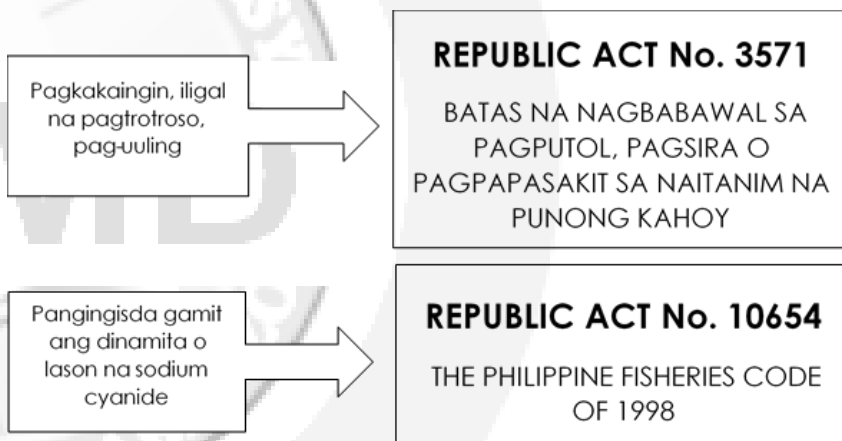 Pagkakaingin, iligal
na pagtrotroso,
pag-uuling
REPUBLIC ACT No. 3571
BATAS NA NAGBABAWAL SA
PAGPUTOL, PAGSIRA O
PAGPAPASAKIT SA NAITANIM NA
PUNONG KAHOY
Pangingisda gamit
ang dinamita o
lason na sodium
cyanide
REPUBLIC ACT No. 10654
THE PHILIPPINE FISHERIES CODE
OF 1998